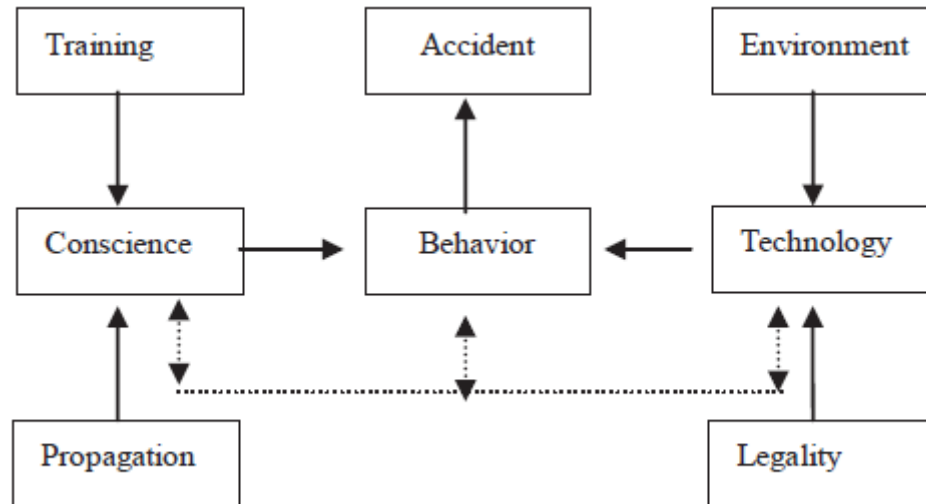 Training
Accident
Environment
Conscience
Behavior
Technology
Propagation
Legality